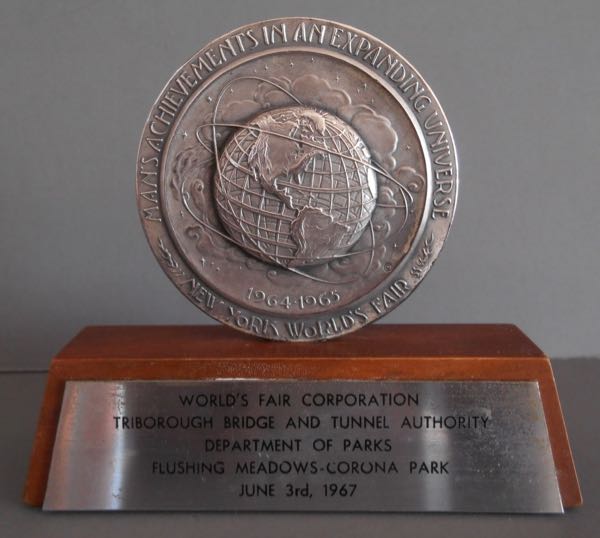 MAN'S ACHIEVEMENTS IN AN EXPANDING UNIVERSE
1964·1965
NEW YORK WORLD'S FAIR
WORLD'S FAIR CORPORATION
TRIBOROUGH BRIDGE AND TUNNEL AUTHORITY
DEPARTMENT OF PARKS
FLUSHING MEADOWS-CORONA PARK
JUNE 3rd, 1967